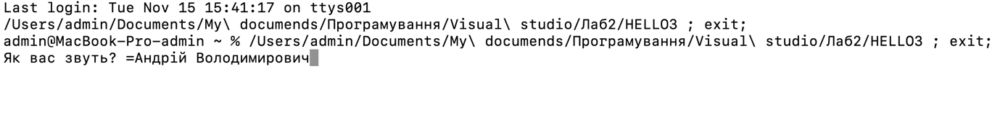 Last login: Tue Nov 15 15:41:17 on ttys001
/Users/admin/Documents/My\ documends/Програмування/Visual\ studio/Лаб2/HELLO3 ; exit;
admin@MacBook-Pro-admin ~ % /Users/admin/Documents/My\ documends/Програмування/Visual\ studio/Лаб2/HELLO3 ; exit;
Як вас звуть? =Андрій Володимирович